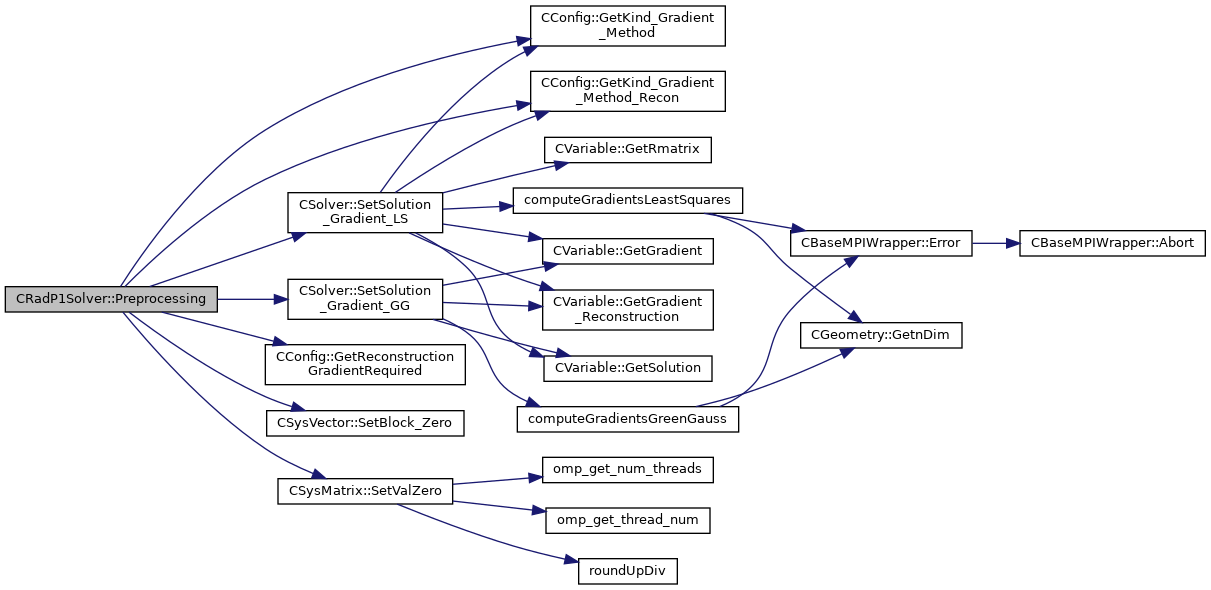 CRadP1Solver::Preprocessing
CConfig::GetKind_Gradient
_Method
CConfig::GetKind_Gradient
_Method_Recon
CVariable::GetRmatrix
CSolver::SetSolution
_Gradient_LS
computeGradientsLeastSquares
CVariable::GetGradient
CBaseMPIWrapper::Error
CBaseMPIWrapper::Abort
CSolver::SetSolution
_Gradient_GG
CVariable::GetGradient
_Reconstruction
CGeometry::GetnDim
CConfig::GetReconstruction
GradientRequired
CVariable::GetSolution
CSysVector::SetBlock_Zero
computeGradientsGreenGauss
CSysMatrix::SetValZero
omp_get_num_threads
omp_get_thread_num
roundUpDiv